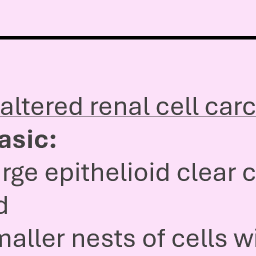 altered renal cell carc
asic:
rge epithelioid clear c
d
maller nests of cells wi